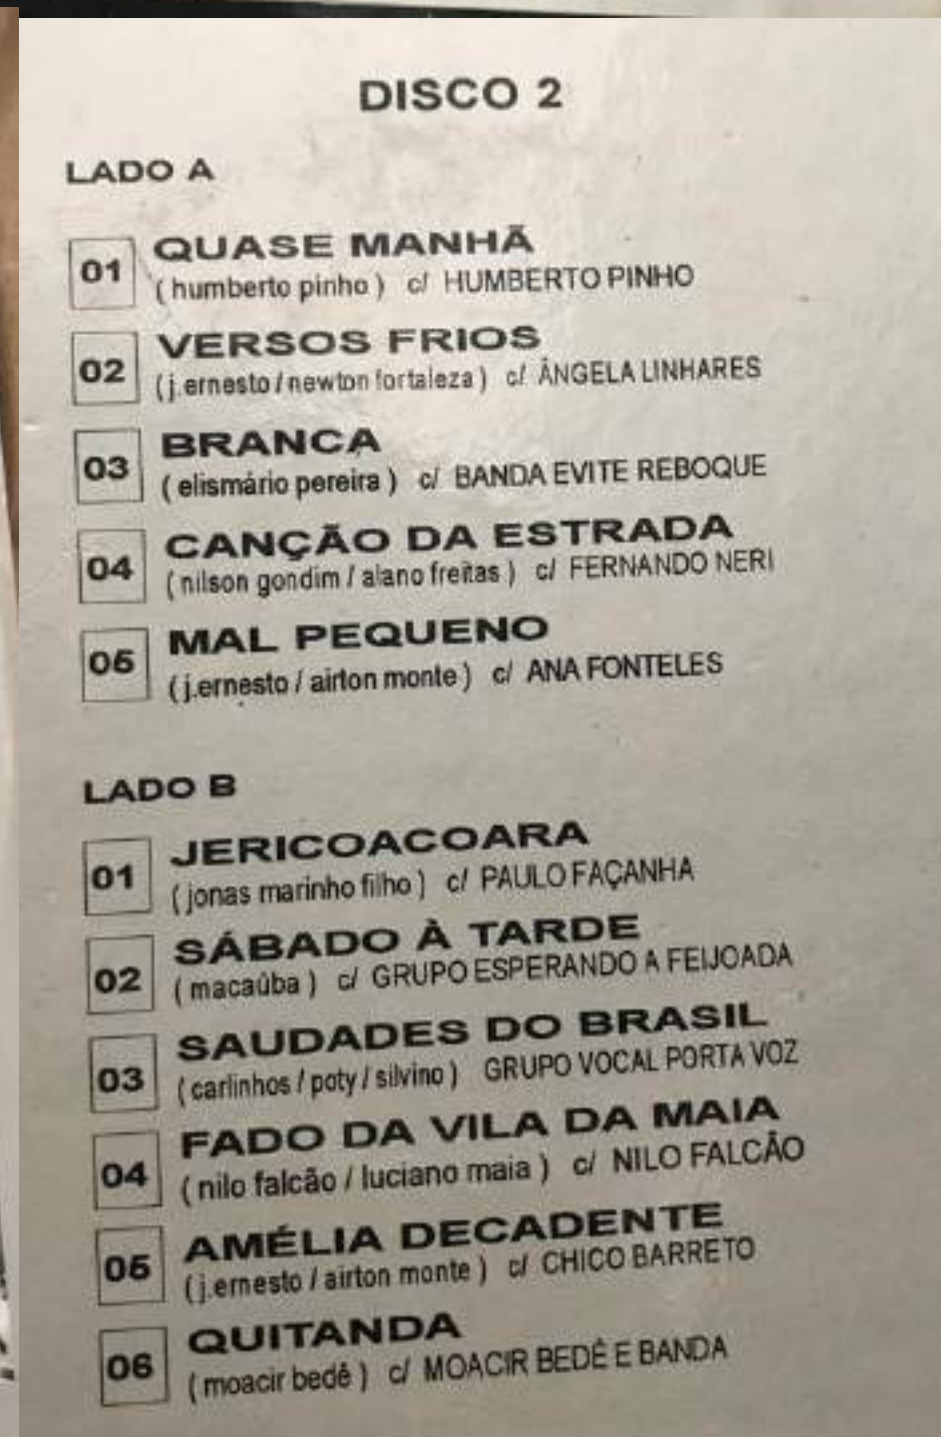 DISCO 2
LADO A
01 QUASE MANHÃ
( humberto pinho ) c/ HUMBERTO PINHO
02 VERSOS FRIOS
( j.ernesto / newton fortaleza ) c/ ÂNGELA LINHARES
03 BRANCA
( elismário pereira ) c/ BANDA EVITE REBOQUE
04 CANÇÃO DA ESTRADA
( nilson gondim / alano freitas ) c/ FERNANDO NERI
05 MAL PEQUENO
( j.ernesto / airton monte ) c/ ANA FONTELES
LADO B
01 JERICOACOARA
( jonas marinho filho ) c/ PAULO FAÇANHA
02 SÁBADO À TARDE
( macaúba ) c/ GRUPO ESPERANDO A FEIJOADA
03 SAUDADES DO BRASIL
( carlinhos / poty / silvino ) GRUPO VOCAL PORTA VOZ
04 FADO DA VILA DA MAIA
( nilo falcão / luciano maia ) c/ NILO FALCÃO
05 AMÉLIA DECADENTE
( j.ernesto / airton monte ) c/ CHICO BARRETO
06 QUITANDA
( moacir bedê ) c/ MOACIR BEDÊ E BANDA